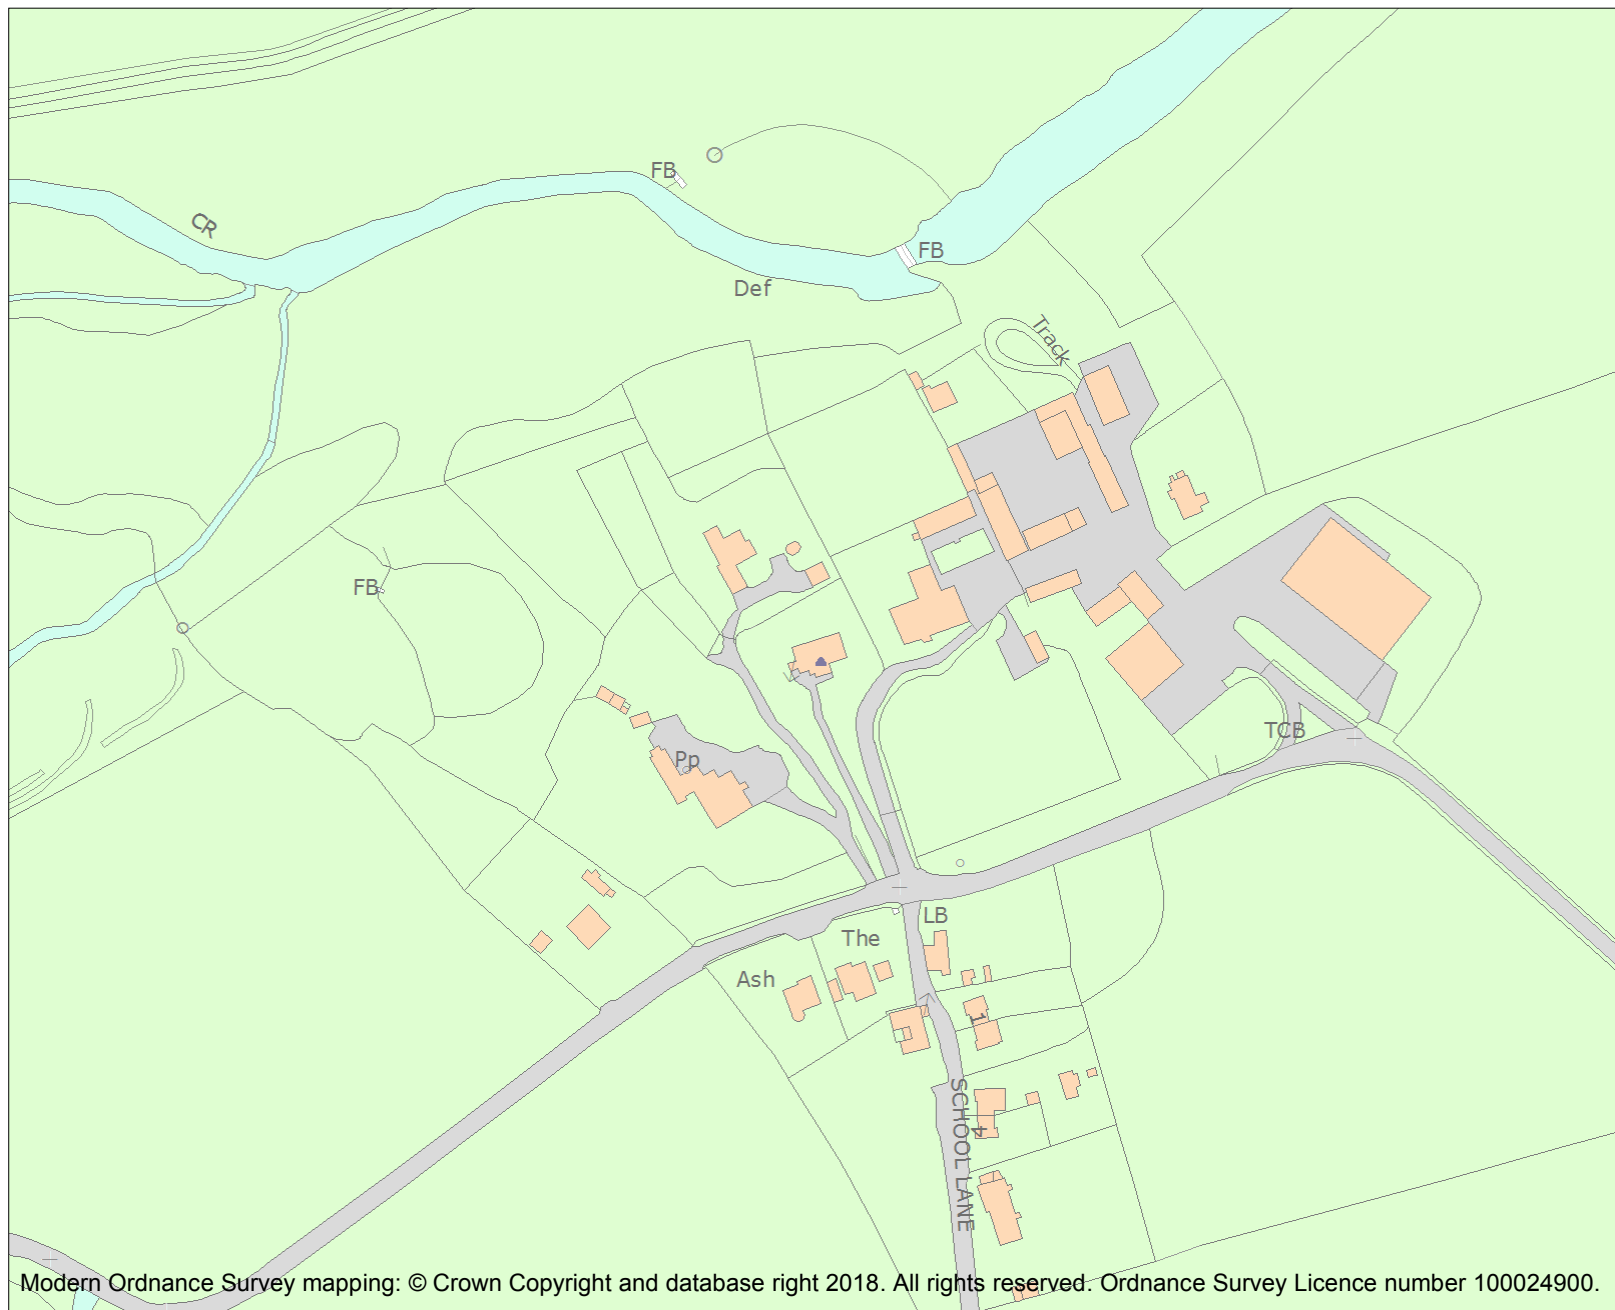 FB
CR
FB
Def
Track
FB
TCB
Pp
LB
The
Ash
1
SCHOOL LANE
4
Modern Ordnance Survey mapping: © Crown Copyright and database right 2018. All rights reserved. Ordnance Survey Licence number 100024900.